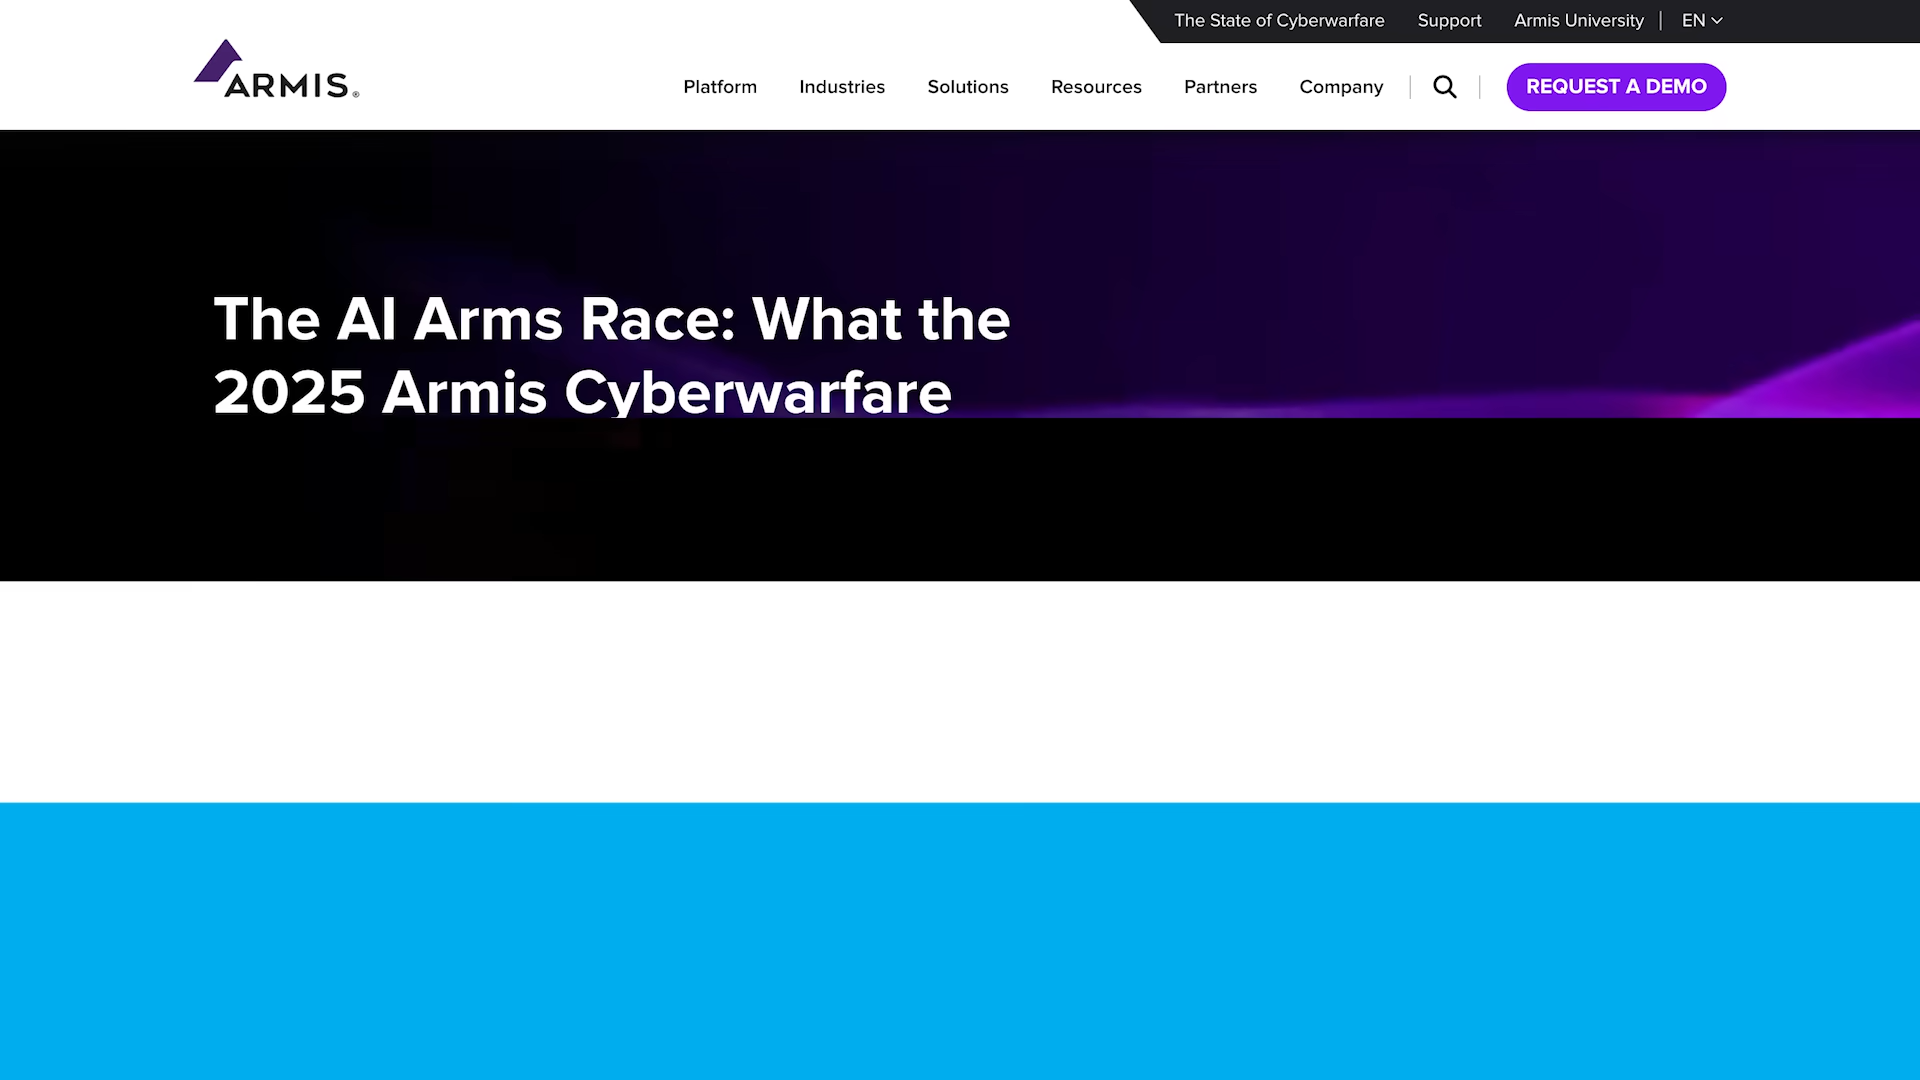 The State of Cyberwarfare Support Armis University EN
ARMIS®
Platform Industries Solutions Resources Partners Company REQUEST A DEMO
The AI Arms Race: What the
2025 Armis Cyberwarfare